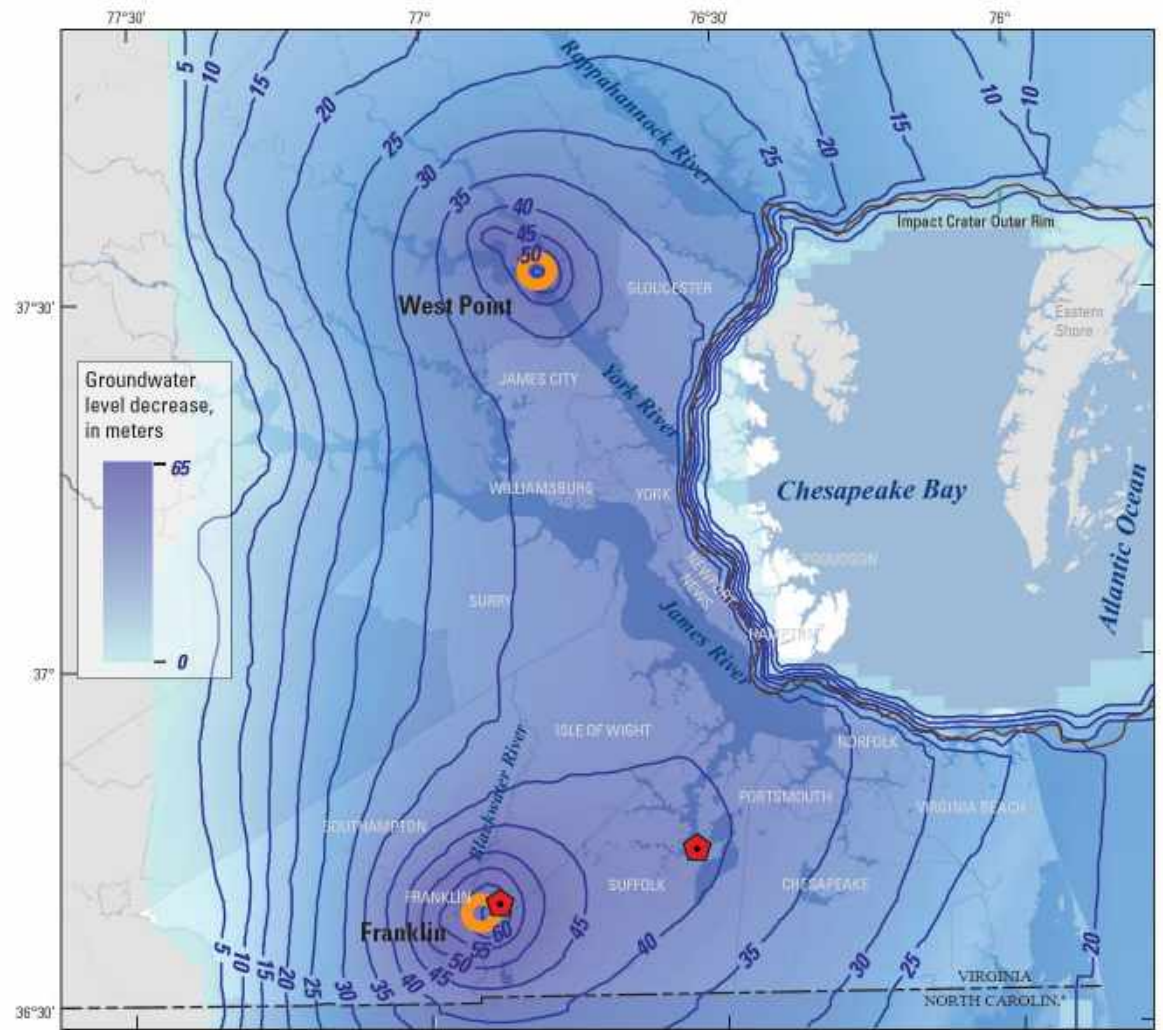 77°30'
77°
76°30'
76°
5
10
15
20
25
30
35
40
45
50
Rappahannock River
25
20
15
10
10
Impact Crater Outer Rim
37°30'
West Point
GLOUCESTER
Eastern
Shore
Groundwater
level decrease,
in meters
65
0
JAMES CITY
York River
WILLIAMSBURG
YORK
Chesapeake Bay
Atlantic Ocean
NEWPORT
NEWS
SURRY
James River
HAMPTON
37°
ISLE OF WIGHT
NORFOLK
Blackwater River
PORTSMOUTH
VIRGINIA BEACH
SOUTHAMPTON
FRANKLIN
SUFFOLK
CHESAPEAKE
Franklin
5
10
15
20
25
30
35
40
45
50
60
45
40
35
30
25
20
VIRGINIA
NORTH CAROLIN
36°30'